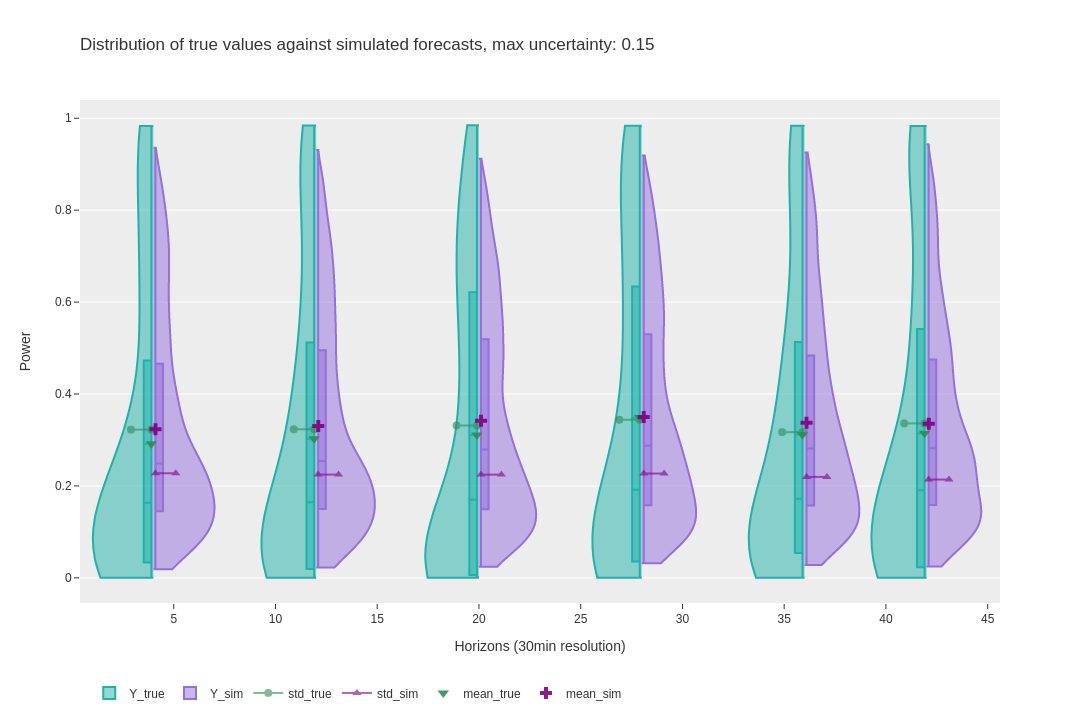 Distribution of true values against simulated forecasts, max uncertainty: 0.15
1
0.8
0.6
0.4
0.2
0
Power
5 10 15 20 25 30 35 40 45
Horizons (30min resolution)
Y_true Y_sim std_true std_sim mean_true mean_sim